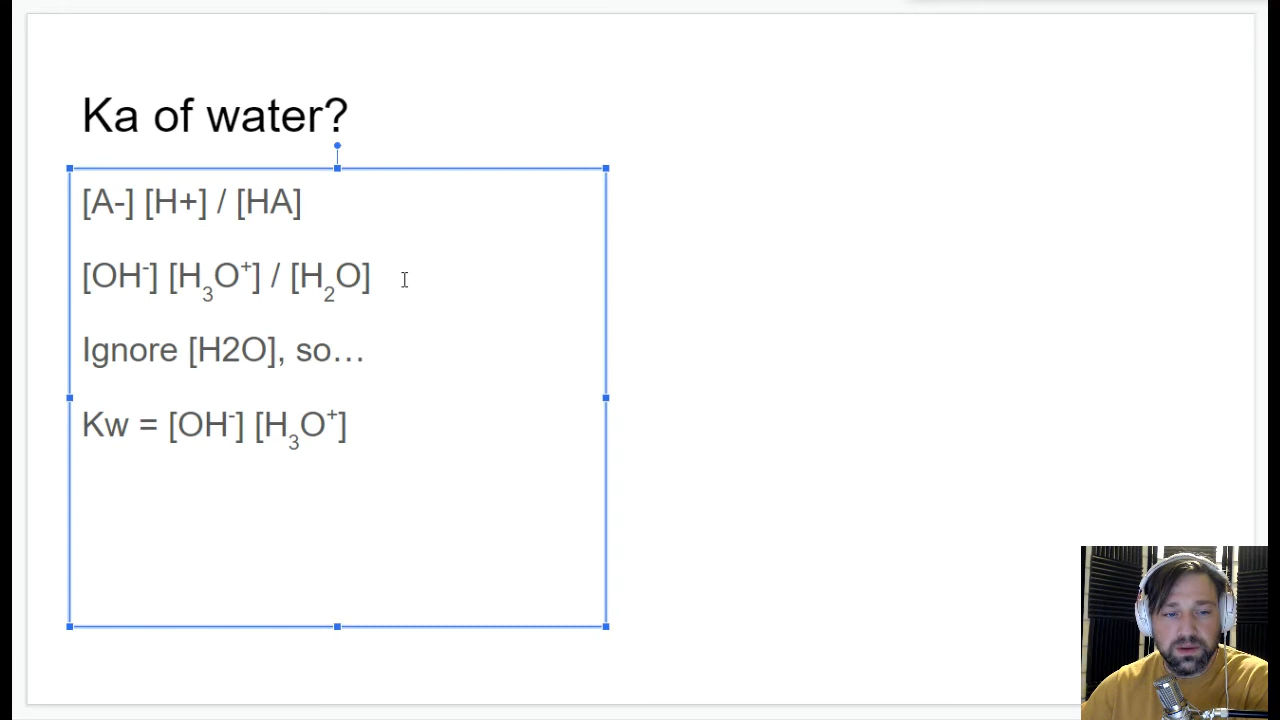 Ka of water?
[A-] [H+] / [HA]
[OH⁻] [H₃O⁺] / [H₂O]
Ignore [H2O], so…
Kw = [OH⁻] [H₃O⁺]